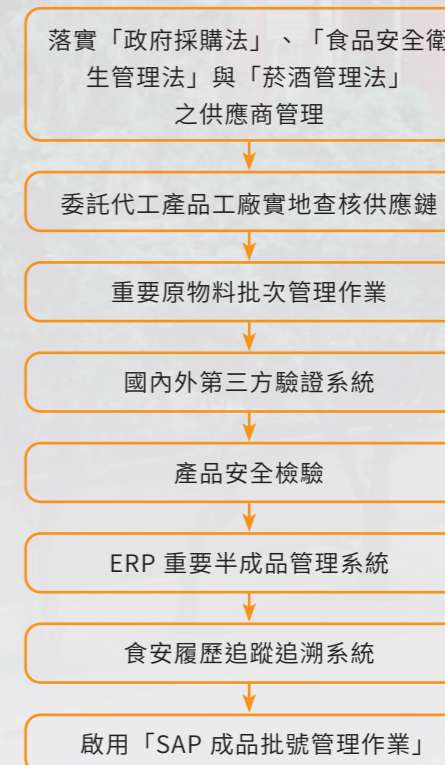 落實「政府採購法」、「食品安全衛
生管理法」與「菸酒管理法」
之供應商管理
委託代工產品工廠實地查核供應鏈
重要原物料批次管理作業
國內外第三方驗證系統
產品安全檢驗
ERP 重要半成品管理系統
食安履歷追蹤追溯系統
啟用「SAP 成品批號管理作業」